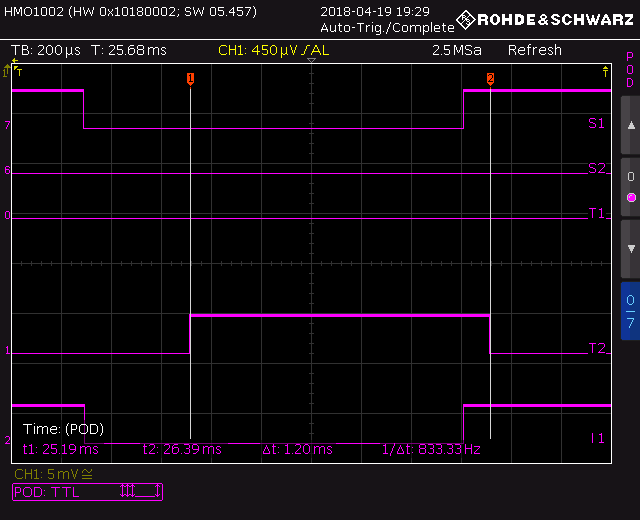 HMO1002 (HW 0x10180002; SW 05.457)
2018-04-19 19:29
Auto-Trig./Complete
ROHDE&SCHWARZ
TB: 200µs T: 25.68ms CH1: 450µV AL 2.5MSa Refresh
POD
1
T
1
2
T
7
S1
6
S2
0
T1
0
0/7
1
T2
2
I1
Time: (POD)
t1: 25.19ms t2: 26.39ms Δt: 1.20ms 1/Δt: 833.33Hz
CH1: 5mV
POD: TTL